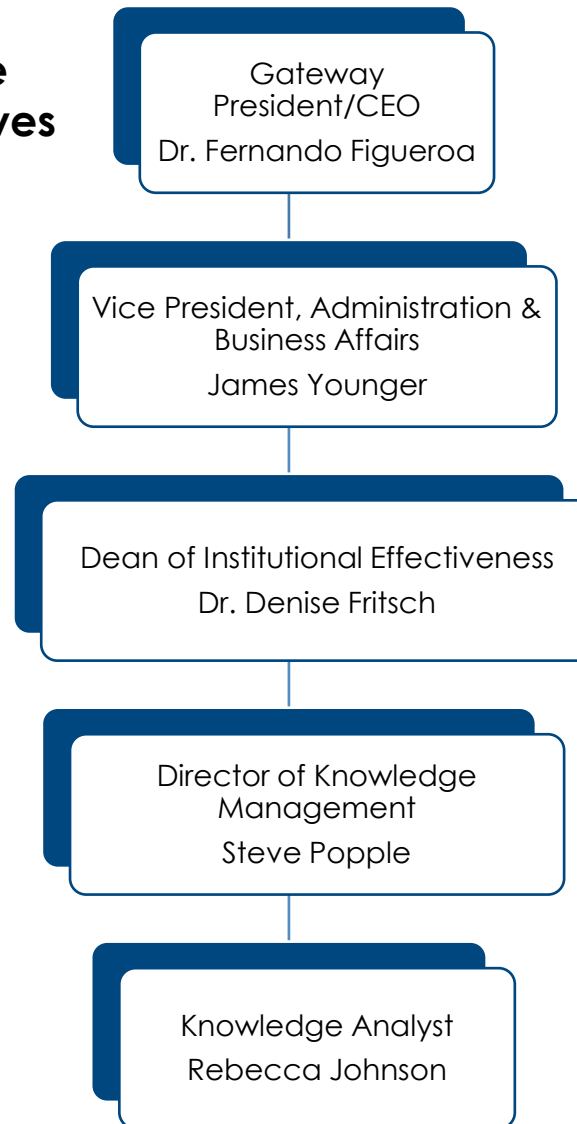 Gateway
President/CEO
Dr. Fernando Figueroa
Vice President, Administration &
Business Affairs
James Younger
Dean of Institutional Effectiveness
Dr. Denise Fritsch
Director of Knowledge
Management
Steve Popple
Knowledge Analyst
Rebecca Johnson